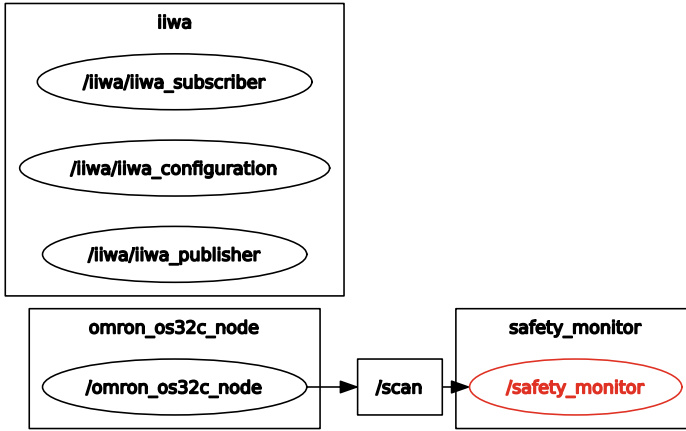 iiwa
/iiwa/iiwa_subscriber
/iiwa/iiwa_configuration
/iiwa/iiwa_publisher
omron_os32c_node
safety_monitor
/omron_os32c_node
/scan
/safety_monitor